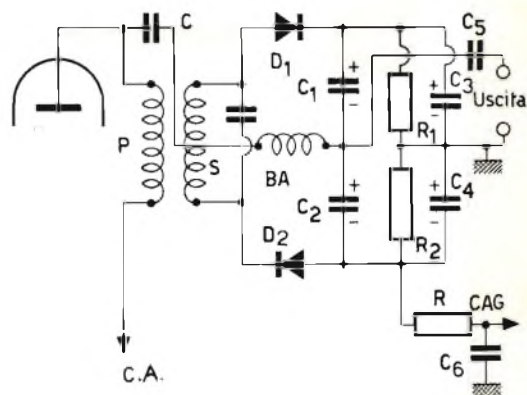 C
C5
D1
C1
C3
Uscita
P
S
R1
BA
C2
C4
D2
R2
R
CAG
C6
C.A.
+
-
+
-
+
-
+
-